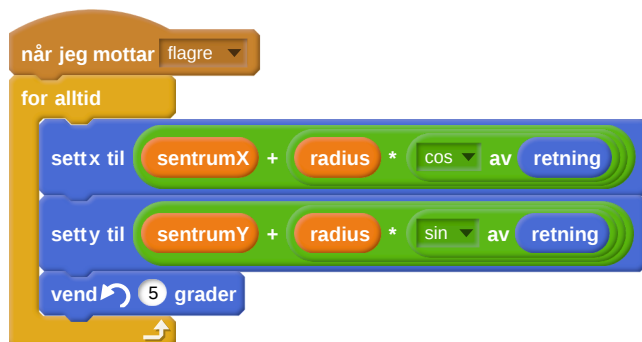 når jeg mottar flagre
for alltid
sett x til sentrumX + radius * cos av retning
sett y til sentrumY + radius * sin av retning
vend 5 grader